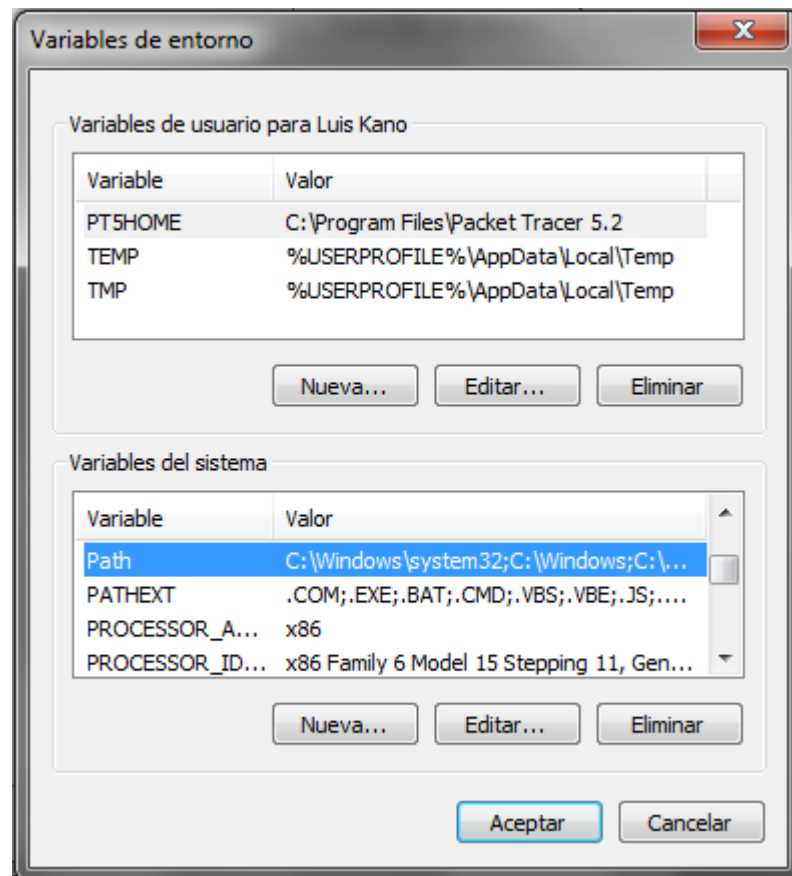 Variables de entorno
Variables de usuario para Luis Kano
Variable Valor
PT5HOME C:\Program Files\Packet Tracer 5.2
TEMP %USERPROFILE%\AppData\Local\Temp
TMP %USERPROFILE%\AppData\Local\Temp
Nueva... Editar... Eliminar
Variables del sistema
Variable Valor
Path C:\Windows\system32;C:\Windows;C:\...
PATHEXT .COM;.EXE;.BAT;.CMD;.VBS;.VBE;.JS;....
PROCESSOR_A... x86
PROCESSOR_ID... x86 Family 6 Model 15 Stepping 11, Gen...
Nueva... Editar... Eliminar
Aceptar Cancelar